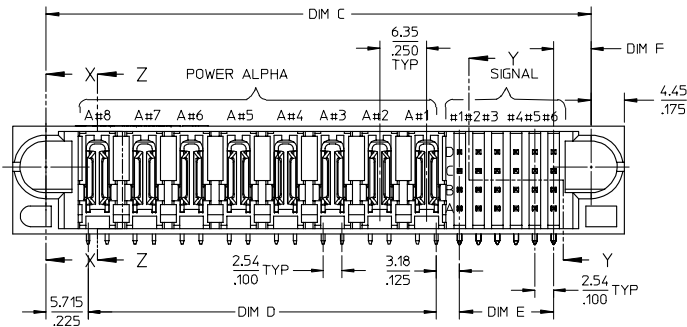 DIM C
6.35
.250
TYP
Y
DIM F
X
Z
POWER ALPHA
SIGNAL
4.45
.175
A#8 A#7 A#6 A#5 A#4 A#3 A#2 A#1 #1#2#3 #4#5#6
D
C
B
A
X
Z
2.54
.100
TYP
3.18
.125
Y
2.54
.100
TYP
5.715
.225
DIM D
DIM E